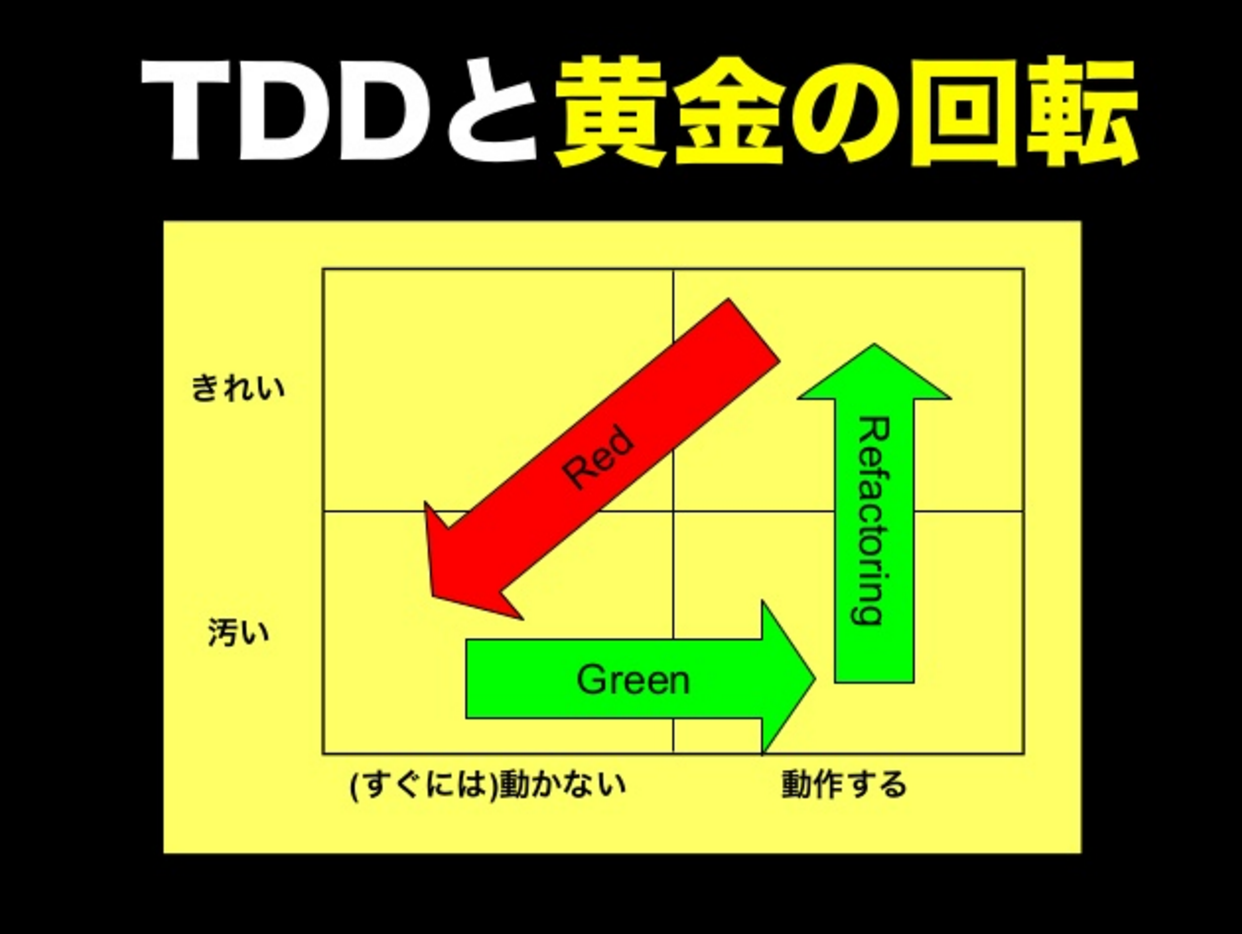 TDDと黄金の回転
きれい
Red
Refactoring
汚い
Green
(すぐには)動かない
動作する